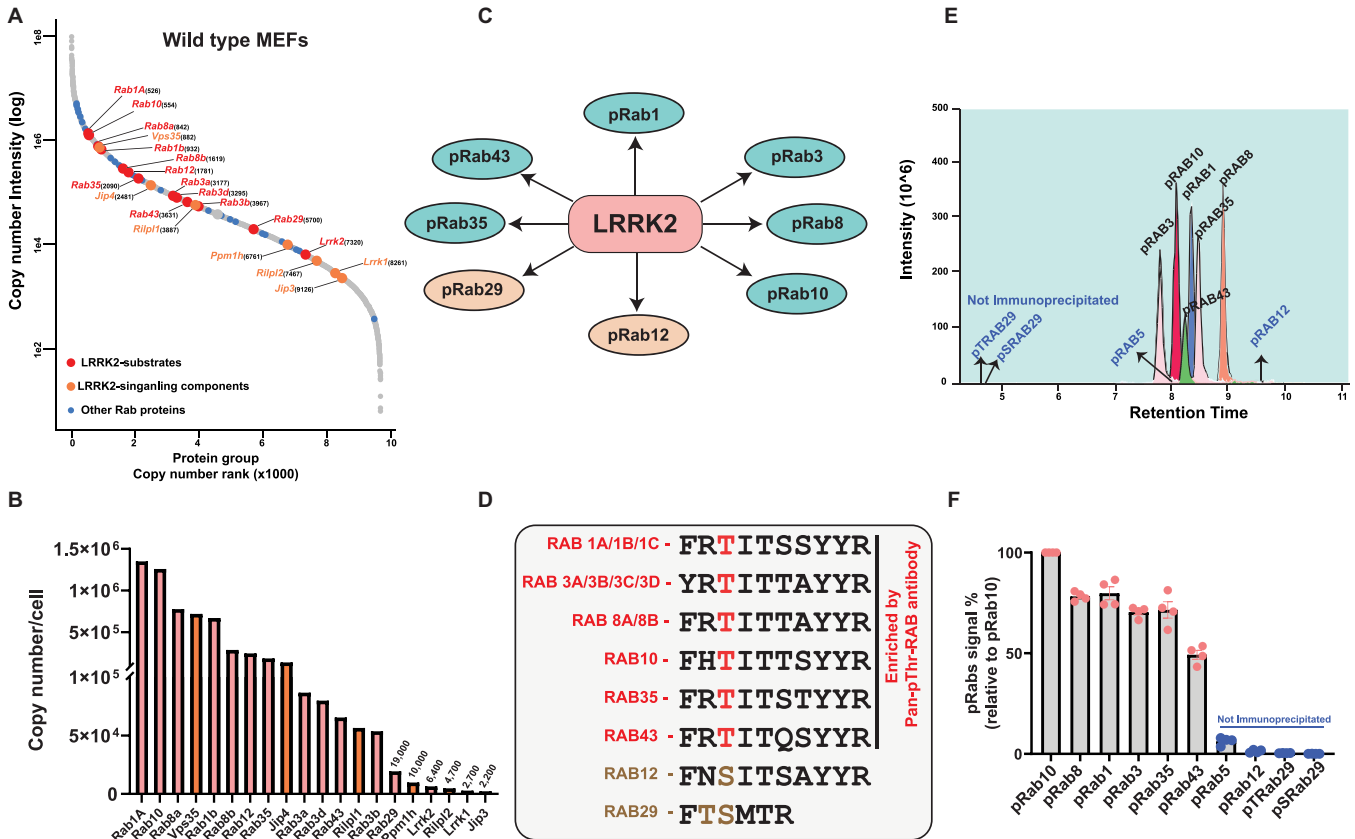 A
Wild type MEFs
Copy number Intensity (log)
1e8
1e6
1e4
1e2
Rab1A(526)
Rab10(554)
Rab8a(842)
Vps35(882)
Rab1b(932)
Rab8b(1619)
Rab12(1781)
Rab35(2090)
Rab3a(3177)
Jip4(2481)
Rab3d(3295)
Rab3b(3967)
Rab43(3631)
Rilpl1(3887)
Rab29(5700)
Ppm1h(6761)
Lrrk2(7320)
Rilpl2(7467)
Lrrk1(8261)
Jip3(9126)
LRRK2-substrates
LRRK2-singanling components
Other Rab proteins
0 2 4 6 8 10
Protein group
Copy number rank (x1000)
B
Copy number/cell
1.5×10^6
1×10^6
5×10^5
1×10^5
5×10^4
0
19,000
10,000
6,400
4,700
2,700
2,200
Rab1A
Rab10
Rab8a
Vps35
Rab1b
Rab8b
Rab12
Rab35
Jip4
Rab3a
Rab3d
Rab43
Rilpl1
Rab3b
Rab29
Ppm1h
Lrrk2
Rilpl2
Lrrk1
Jip3
C
pRab1
pRab43
pRab3
pRab35
LRRK2
pRab8
pRab29
pRab10
pRab12
D
RAB 1A/1B/1C - FRTITSSYYR
RAB 3A/3B/3C/3D - YRTITTAYYR
RAB 8A/8B - FRTITTAYYR
RAB10 - FHTITTSYYR
RAB35 - FRTITSTYYR
RAB43 - FRTITQSYYR
RAB12 - FNSITSAYYR
RAB29 - FTSMTR
Enriched by
Pan-pThr-RAB antibody
E
Intensity (10^6)
500
400
300
200
100
0
pRAB3
pRAB10
pRAB1
pRAB35
pRAB8
pRAB43
Not Immunoprecipitated
pTRAB29
pSRAB29
pRAB5
pRAB12
5 6 7 8 9 10 11
Retention Time
F
pRabs signal %
(relative to pRab10)
100
50
0
Not Immunoprecipitated
pRab10
pRab8
pRab1
pRab3
pRab35
pRab43
pRab5
pRab12
pTRab29
pSRab29